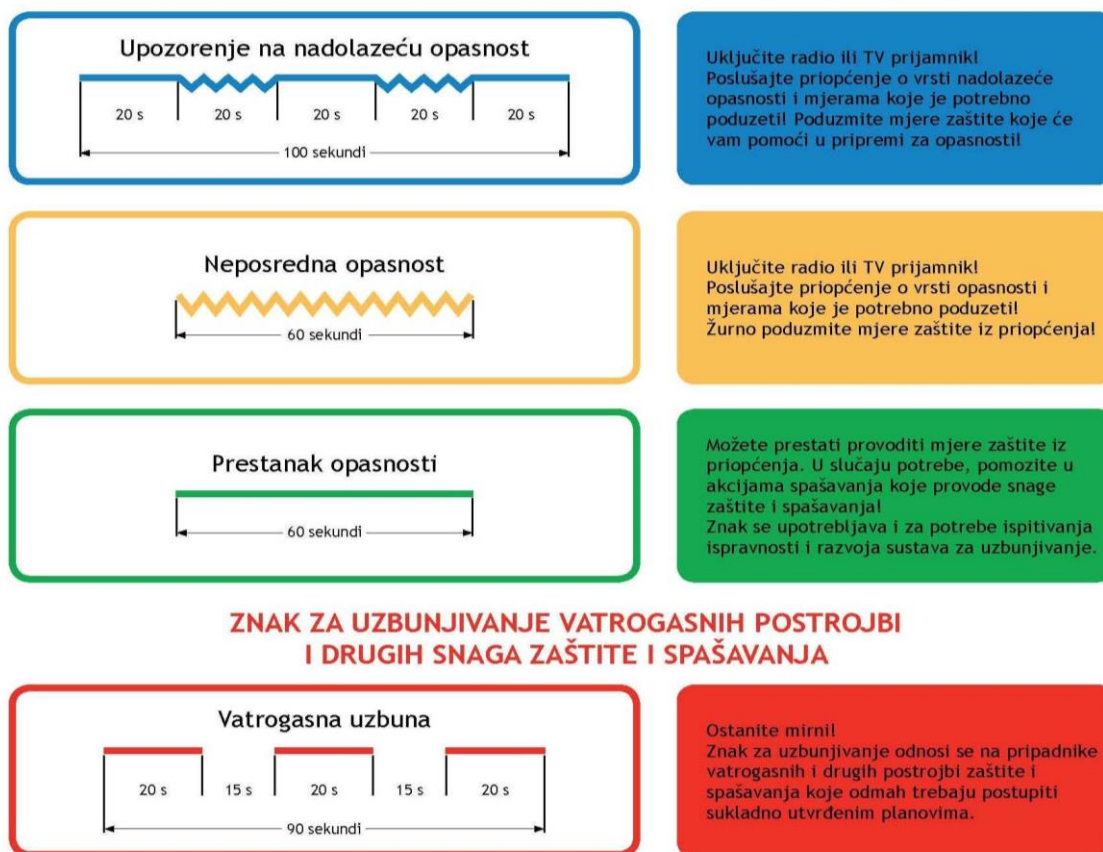 Upozorenje na nadolazeću opasnost
20 s 20 s 20 s 20 s 20 s
100 sekundi
Uključite radio ili TV prijamnik!
Poslušajte priopćenje o vrsti nadolazeće
opasnosti i mjerama koje je potrebno
poduzeti! Poduzmite mjere zaštite koje će
vam pomoći u pripremi za opasnosti!
Neposredna opasnost
60 sekundi
Uključite radio ili TV prijamnik!
Poslušajte priopćenje o vrsti opasnosti i
mjerama koje je potrebno poduzeti!
Žurno poduzmite mjere zaštite iz priopćenja!
Prestanak opasnosti
60 sekundi
Možete prestati provoditi mjere zaštite iz
priopćenja. U slučaju potrebe, pomozite u
akcijama spašavanja koje provode snage
zaštite i spašavanja!
Znak se upotrebljava i za potrebe ispitivanja
ispravnosti i razvoja sustava za uzbunjivanje.
ZNAK ZA UZBUNJIVANJE VATROGASNIH POSTROJBI
I DRUGIH SNAGA ZAŠTITE I SPAŠAVANJA
Vatrogasna uzbuna
20 s 15 s 20 s 15 s 20 s
90 sekundi
Ostanite mirni!
Znak za uzbunjivanje odnosi se na pripadnike
vatrogasnih i drugih postrojbi zaštite i
spašavanja koje odmah trebaju postupiti
sukladno utvrđenim planovima.